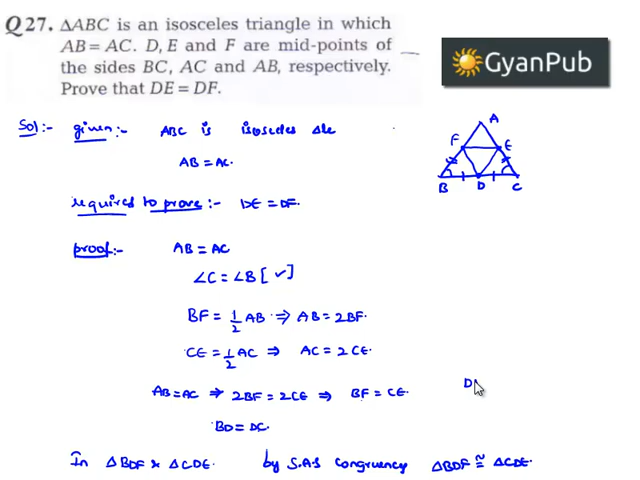 Q27. ΔABC is an isosceles triangle in which
AB = AC. D, E and F are mid-points of
the sides BC, AC and AB, respectively.
Prove that DE = DF.
GyanPub
Sol:- given:- ABC is isosceles Δle
AB = AC.
required to prove:- DE = DF.
A
F E
B D C
proof:- AB = AC
∠C = ∠B [✓]
BF = 1/2 AB ⇒ AB = 2BF.
CE = 1/2 AC ⇒ AC = 2CE.
AB = AC ⇒ 2BF = 2CE ⇒ BF = CE.
D
BD = DC.
In ΔBDF & ΔCDE. by S.A.S congruency ΔBDF ≅ ΔCDE.